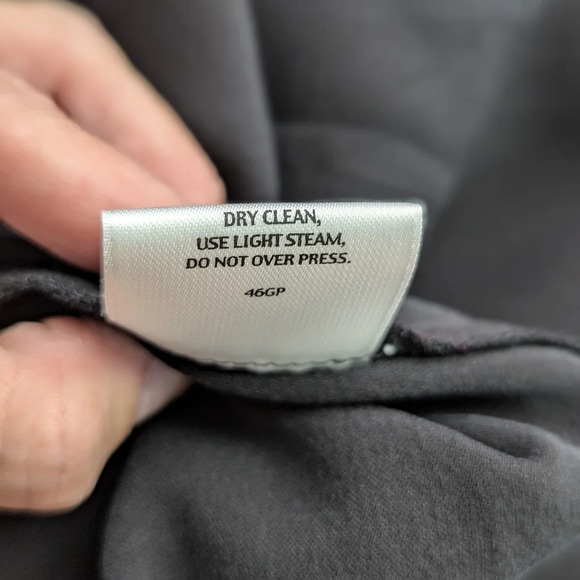 DRY CLEAN,
USE LIGHT STEAM,
DO NOT OVER PRESS.
46GP